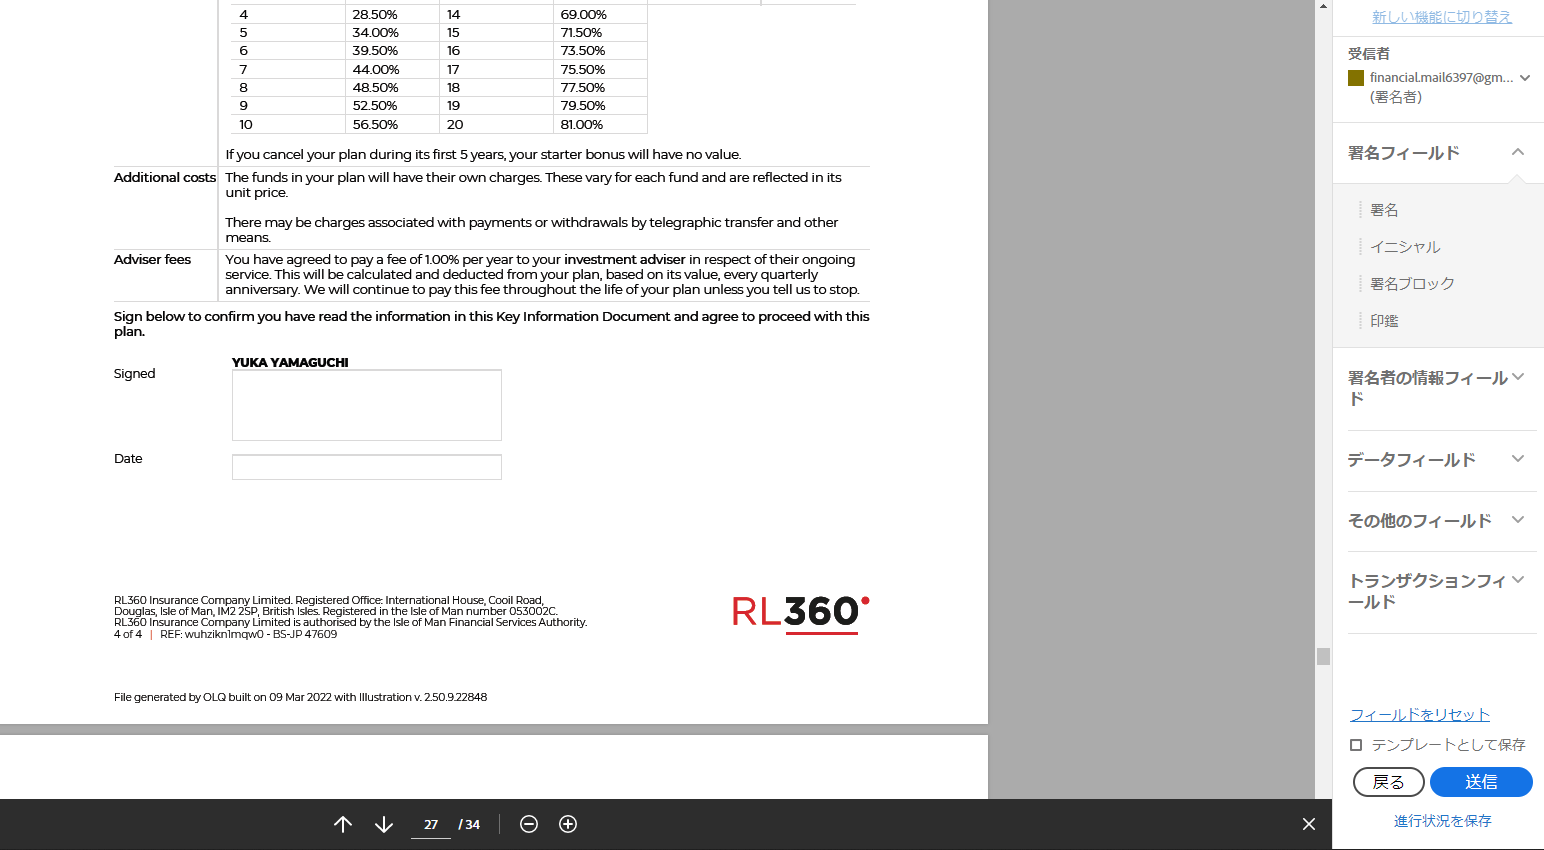 4 28.50% 14 69.00%
5 34.00% 15 71.50%
6 39.50% 16 73.50%
7 44.00% 17 75.50%
8 48.50% 18 77.50%
9 52.50% 19 79.50%
10 56.50% 20 81.00%
If you cancel your plan during its first 5 years, your starter bonus will have no value.
Additional costs The funds in your plan will have their own charges. These vary for each fund and are reflected in its
unit price.
There may be charges associated with payments or withdrawals by telegraphic transfer and other
means.
Adviser fees You have agreed to pay a fee of 1.00% per year to your investment adviser in respect of their ongoing
service. This will be calculated and deducted from your plan, based on its value, every quarterly
anniversary. We will continue to pay this fee throughout the life of your plan unless you tell us to stop.
Sign below to confirm you have read the information in this Key Information Document and agree to proceed with this
plan.
YUKA YAMAGUCHI
Signed
Date
RL360 Insurance Company Limited. Registered Office: International House, Cooil Road,
Douglas, Isle of Man, IM2 2SP, British Isles. Registered in the Isle of Man number 053002C.
RL360 Insurance Company Limited is authorised by the Isle of Man Financial Services Authority.
4 of 4 | REF: wuhzikn1mqw0 - BS-JP 47609
RL360
File generated by OLQ built on 09 Mar 2022 with Illustration v. 2.50.9.22848
27 / 34
新しい機能に切り替え
受信者
financial.mail6397@gm...
(署名者)
署名フィールド
署名
イニシャル
署名ブロック
印鑑
署名者の情報フィール
ド
データフィールド
その他のフィールド
トランザクションフィ
ールド
フィールドをリセット
テンプレートとして保存
戻る 送信
進行状況を保存